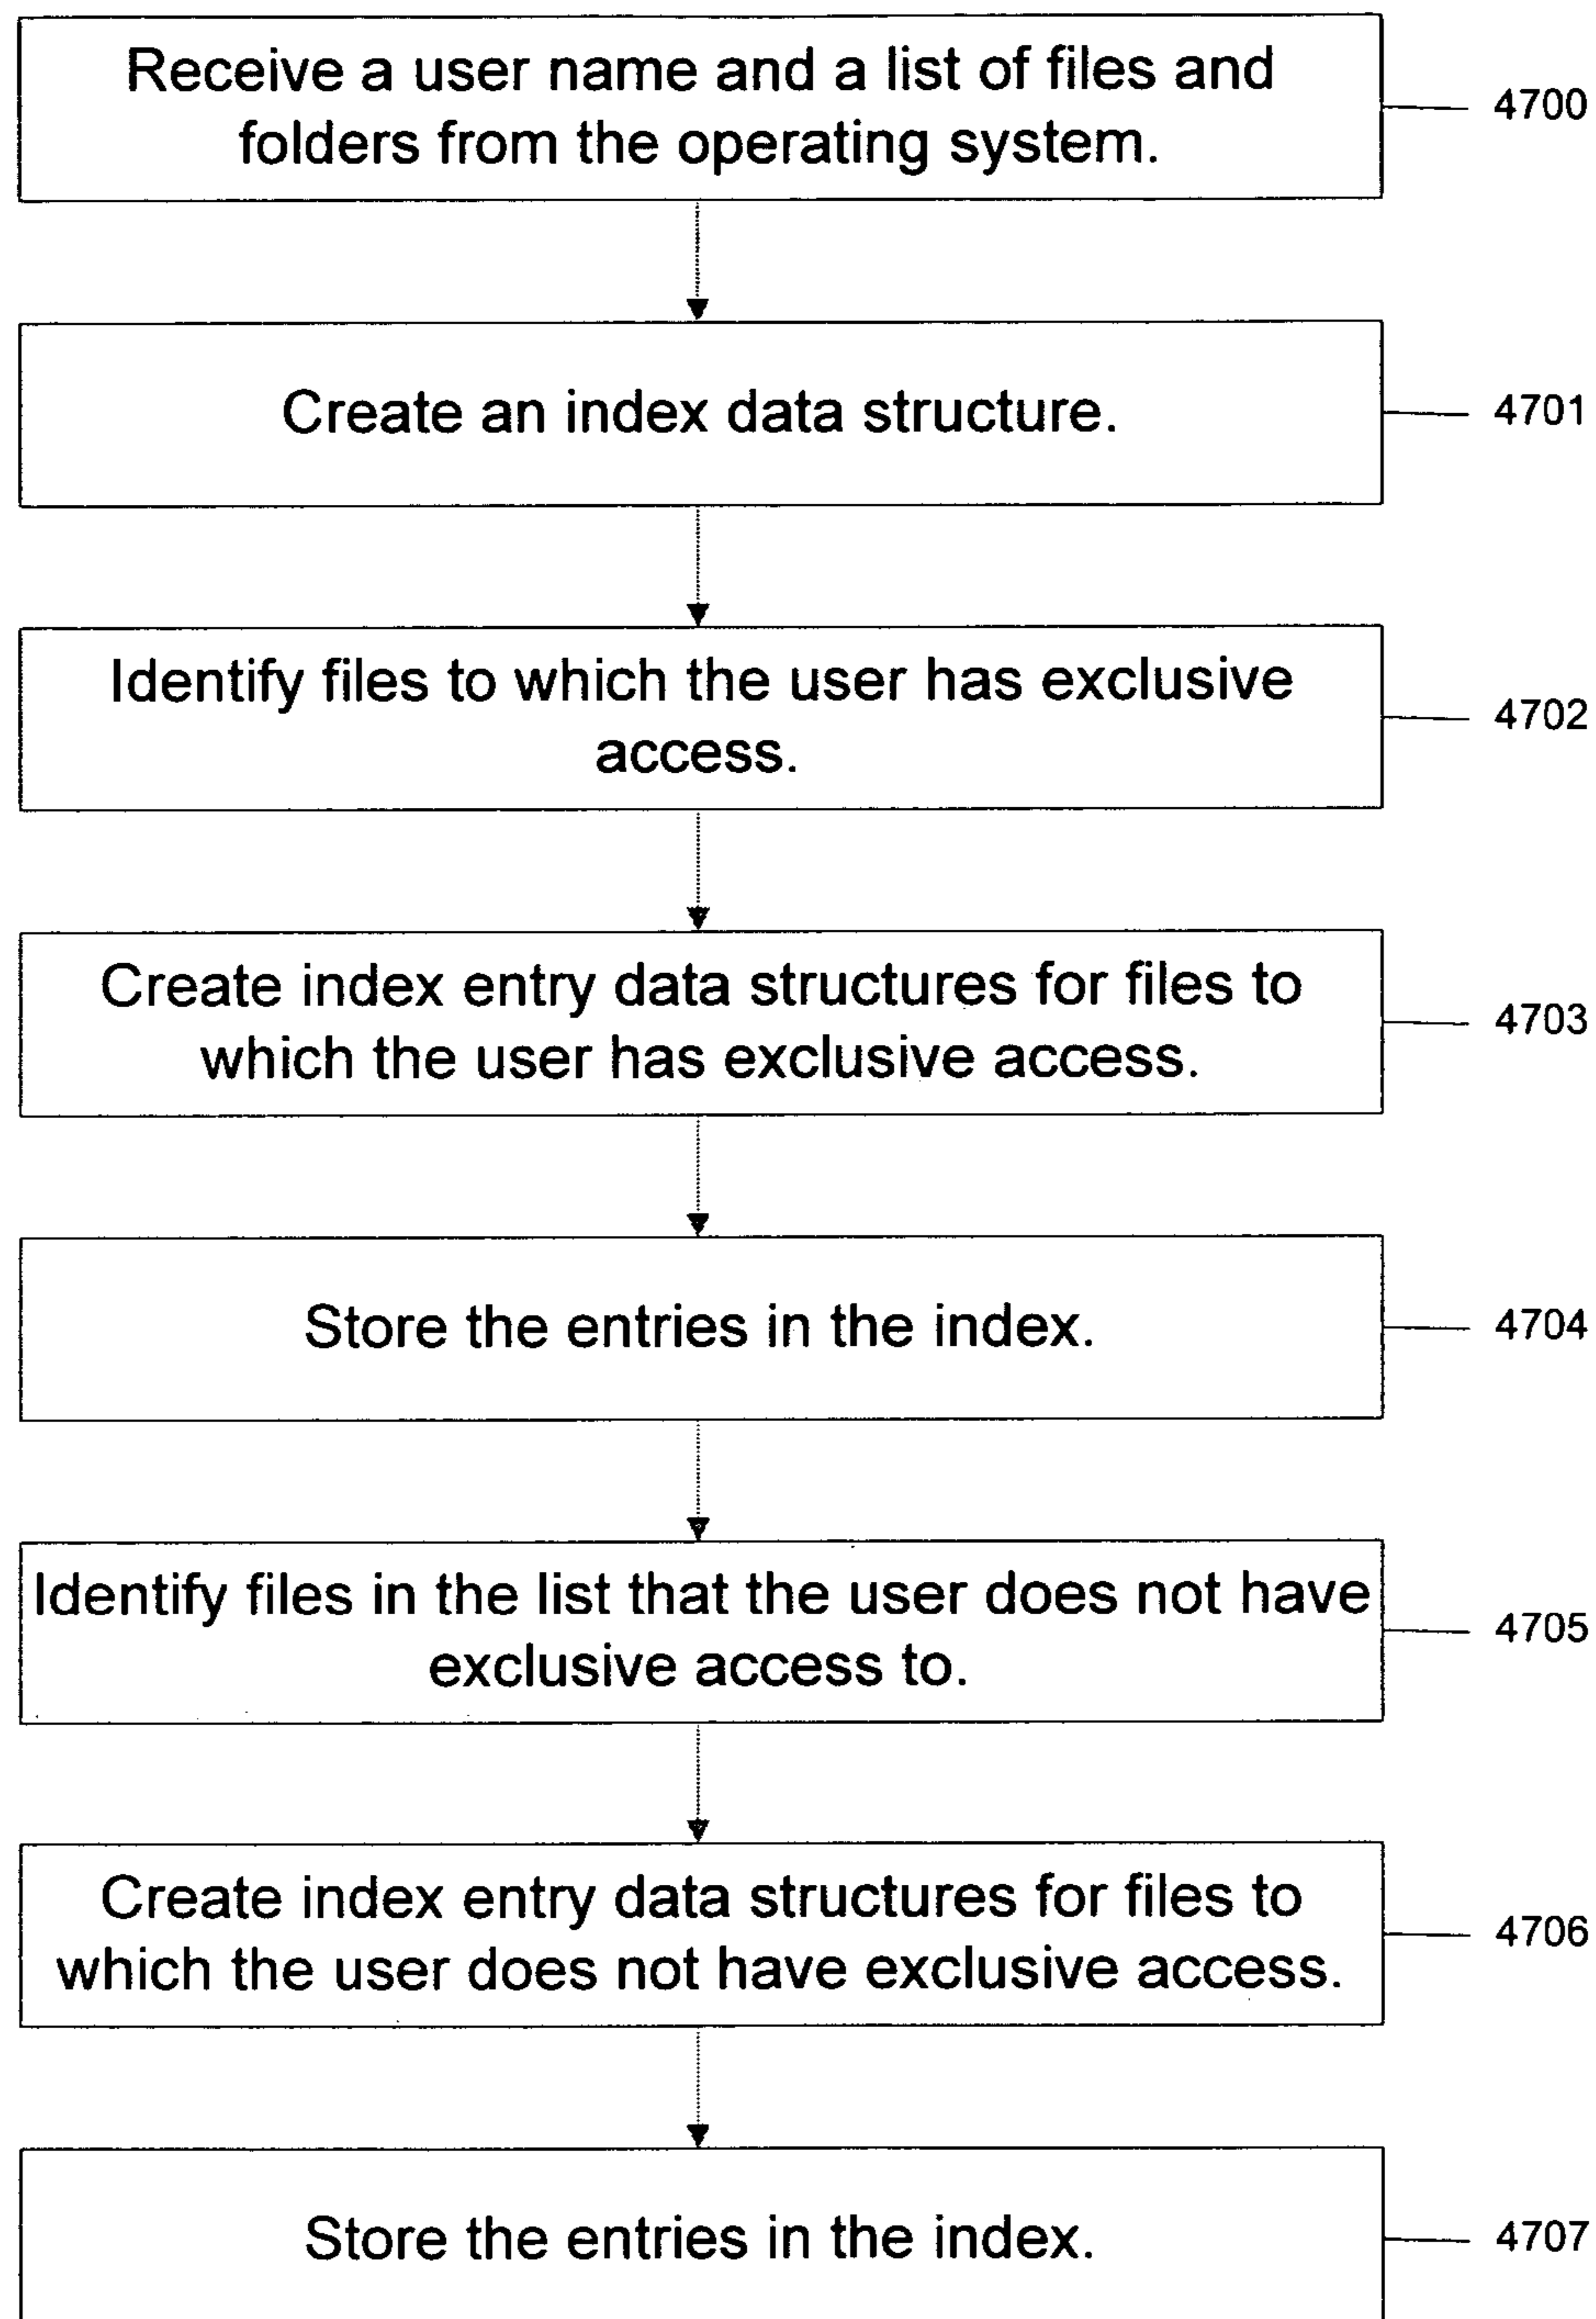 Receive a user name and a list of files and
folders from the operating system.
4700
Create an index data structure.
4701
Identify files to which the user has exclusive
access.
4702
Create index entry data structures for files to
which the user has exclusive access.
4703
Store the entries in the index.
4704
Identify files in the list that the user does not have
exclusive access to.
4705
Create index entry data structures for files to
which the user does not have exclusive access.
4706
Store the entries in the index.
4707